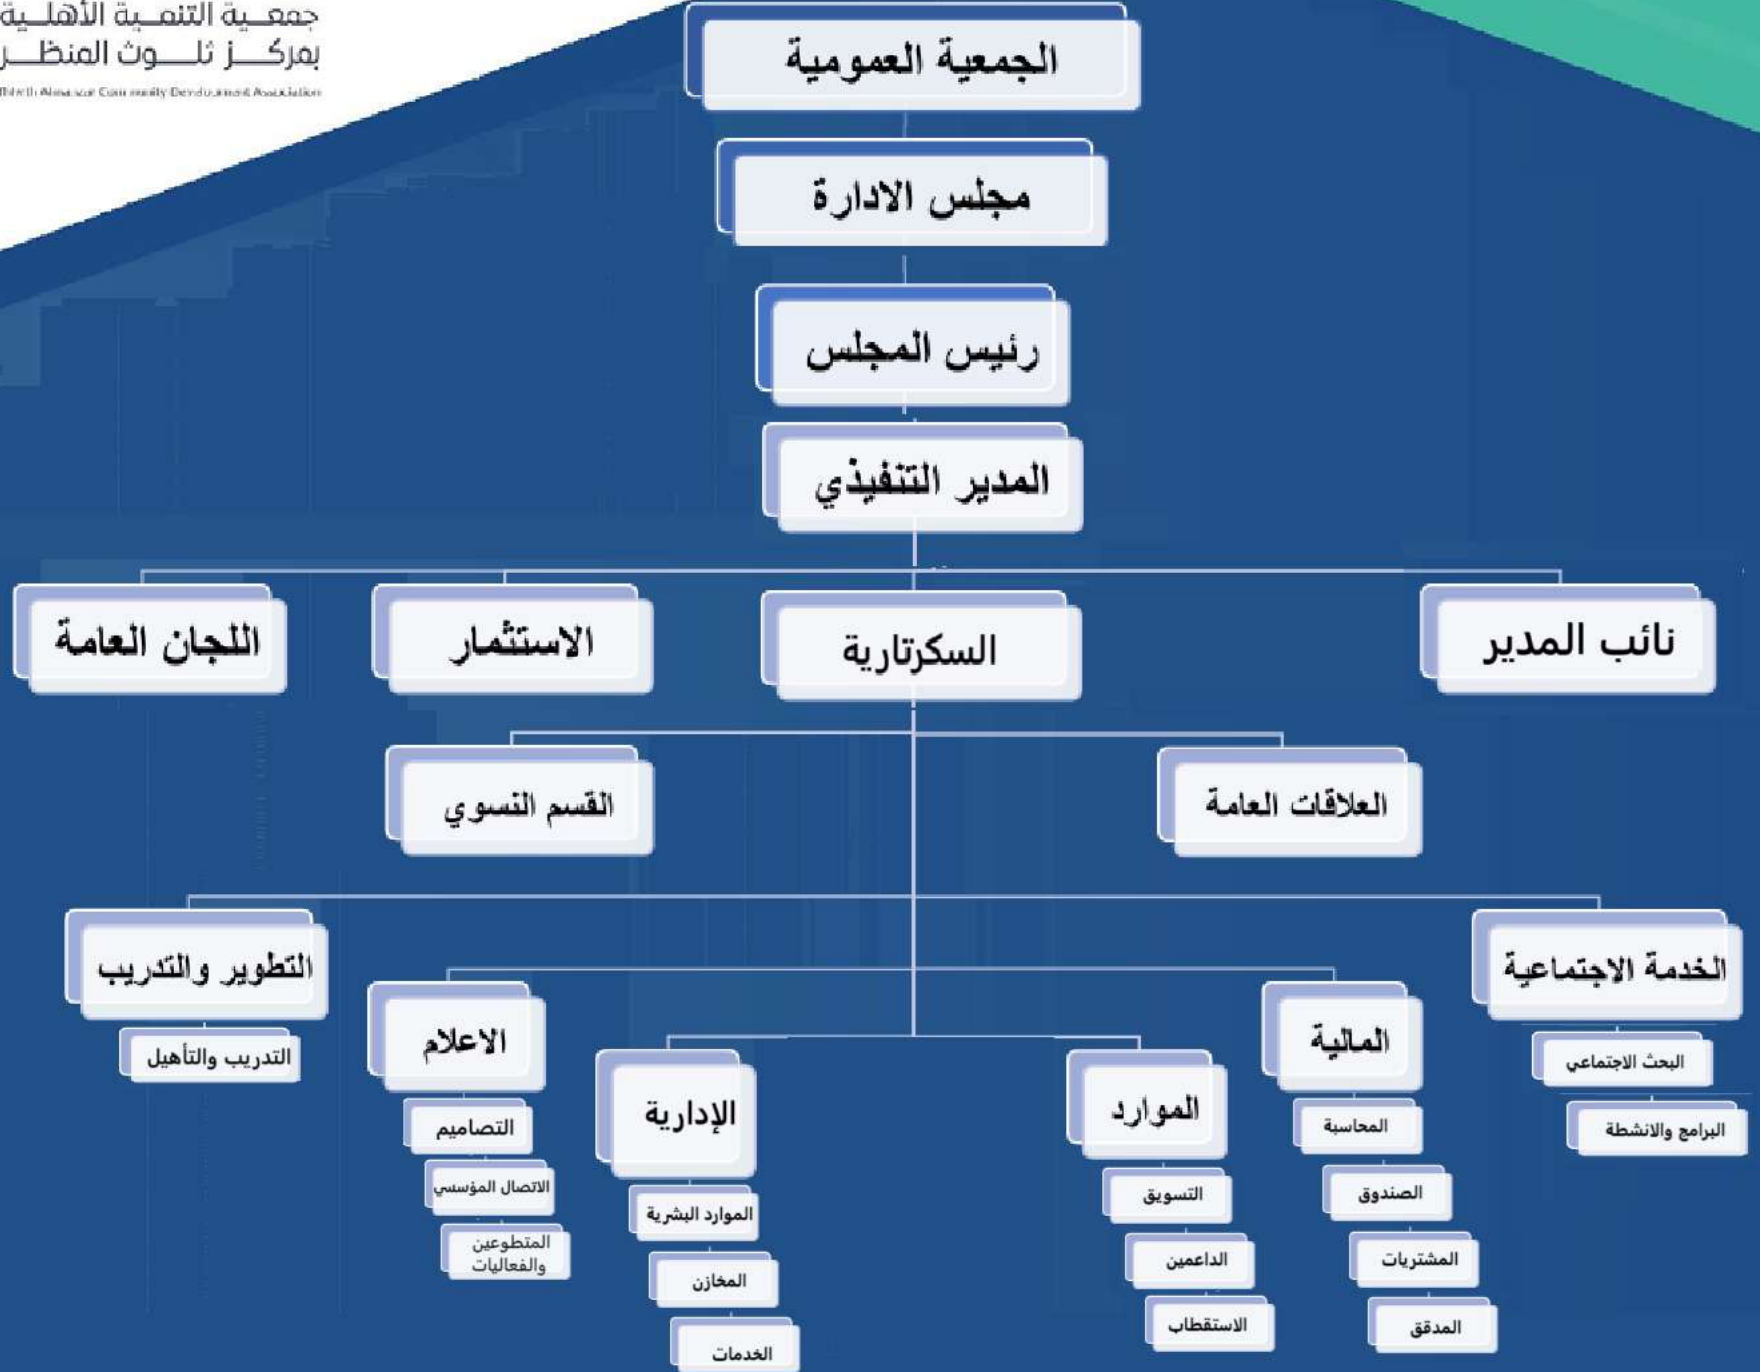 جمعية التنمية الأهلية
بمركز ثلوث المنظر
الجمعية العمومية
مجلس الادارة
رئيس المجلس
المدير التنفيذي
نائب المدير
السكرتارية
الاستثمار
اللجان العامة
العلاقات العامة
القسم النسوي
الخدمة الاجتماعية
البحث الاجتماعي
البرامج والانشطة
المالية
المحاسبة
الصندوق
المشتريات
المدقق
الموارد
التسويق
الداعمين
الاستقطاب
الإدارية
الموارد البشرية
المخازن
الخدمات
الاعلام
التصاميم
الاتصال المؤسسي
المتطوعين
والفعاليات
التطوير والتدريب
التدريب والتأهيل